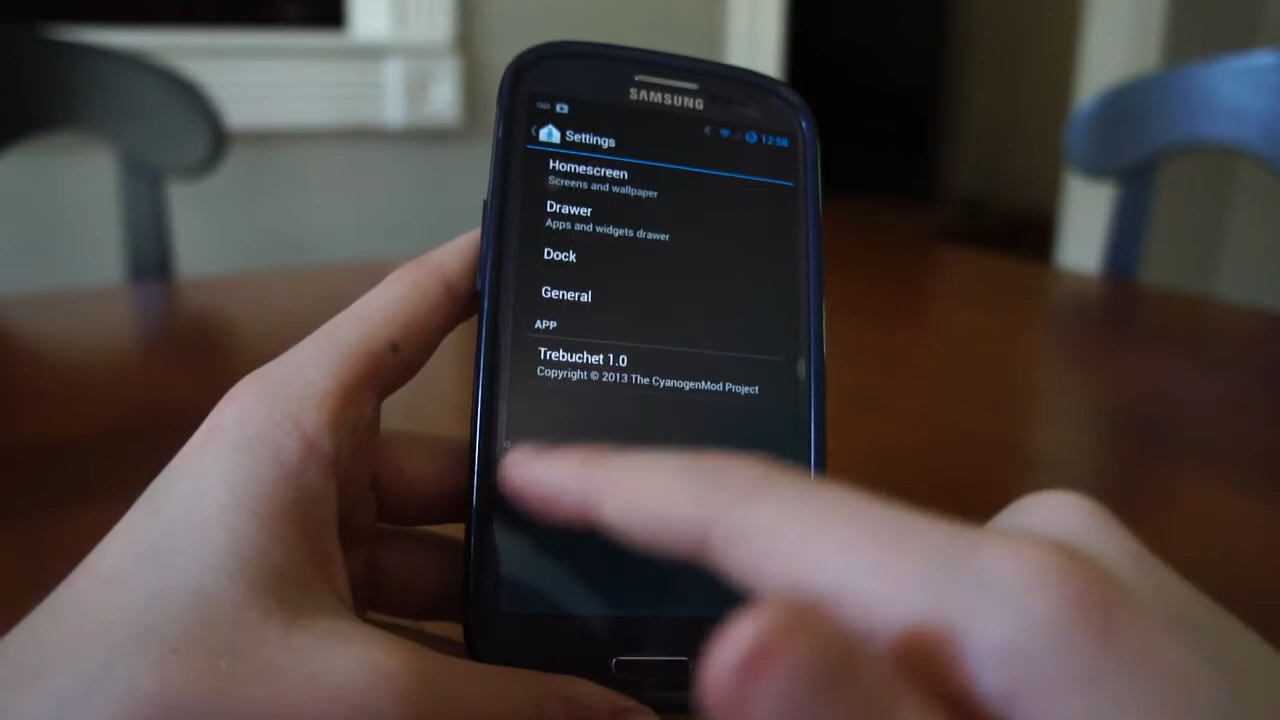 SAMSUNG
12:58
Settings
Homescreen
Screens and wallpaper
Drawer
Apps and widgets drawer
Dock
General
APP
Trebuchet 1.0
Copyright © 2013 The CyanogenMod Project